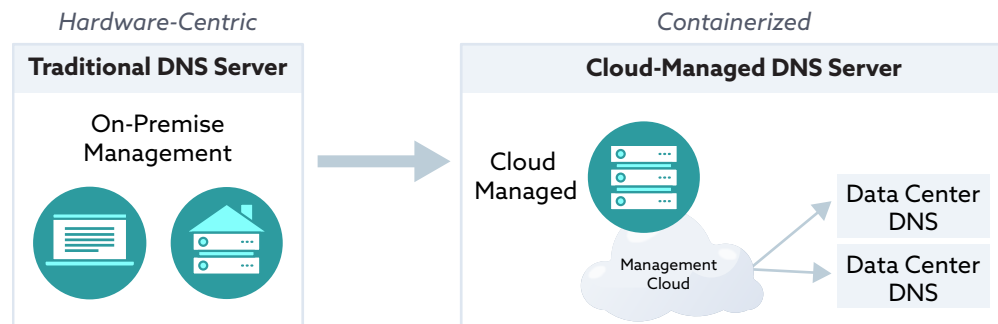 Hardware-Centric
Traditional DNS Server
On-Premise
Management
Containerized
Cloud-Managed DNS Server
Cloud
Managed
Management
Cloud
Data Center
DNS
Data Center
DNS